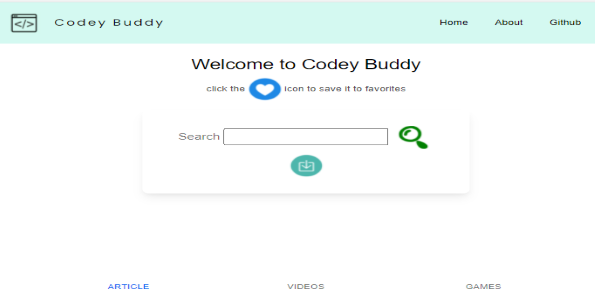 Codey Buddy
Home About Github
Welcome to Codey Buddy
click the icon to save it to favorites
Search
ARTICLE VIDEOS GAMES